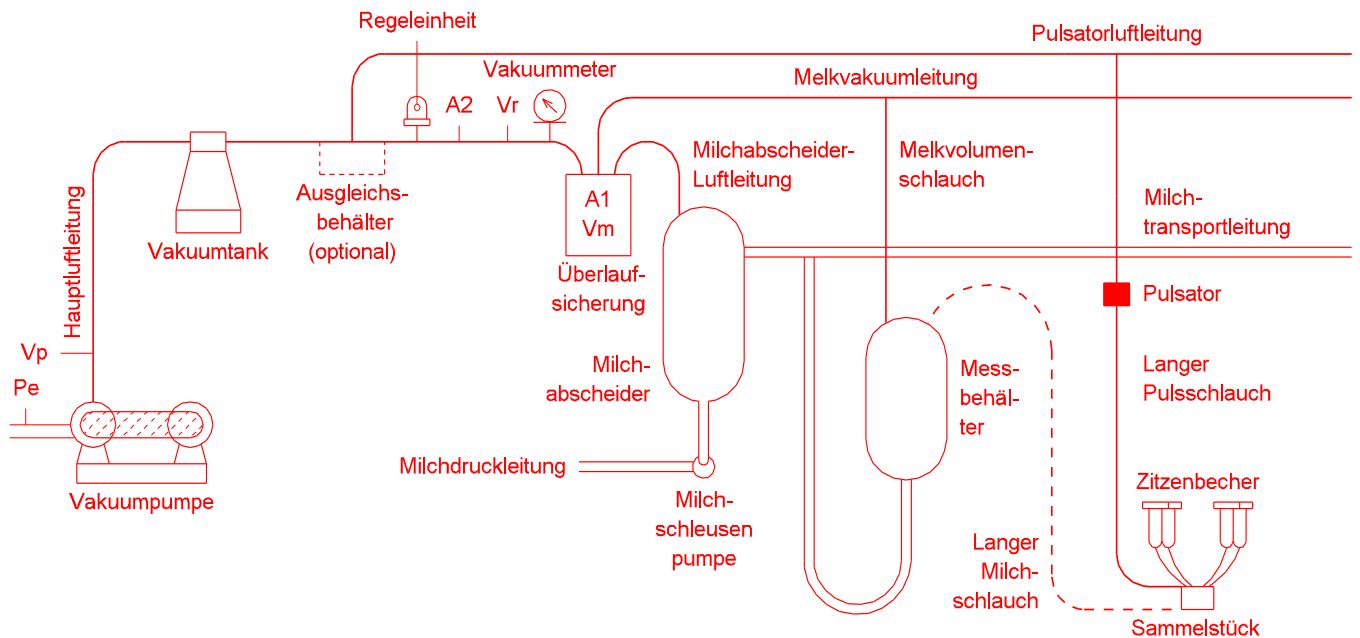 Regeleinheit
Pulsatorluftleitung
Vakuummeter
Melkvakuumleitung
A2
Vr
Milchabscheider-
Luftleitung
Melkvolumen-
schlauch
Ausgleichs-
behälter
(optional)
A1
Vm
Milch-
transportleitung
Hauptluftleitung
Vakuumtank
Überlauf-
sicherung
Pulsator
Vp
Pe
Milch-
abscheider
Mess-
behäl-
ter
Langer
Pulsschlauch
Milchdruckleitung
Vakuumpumpe
Milch-
schleusen
pumpe
Zitzenbecher
Langer
Milch-
schlauch
Sammelstück